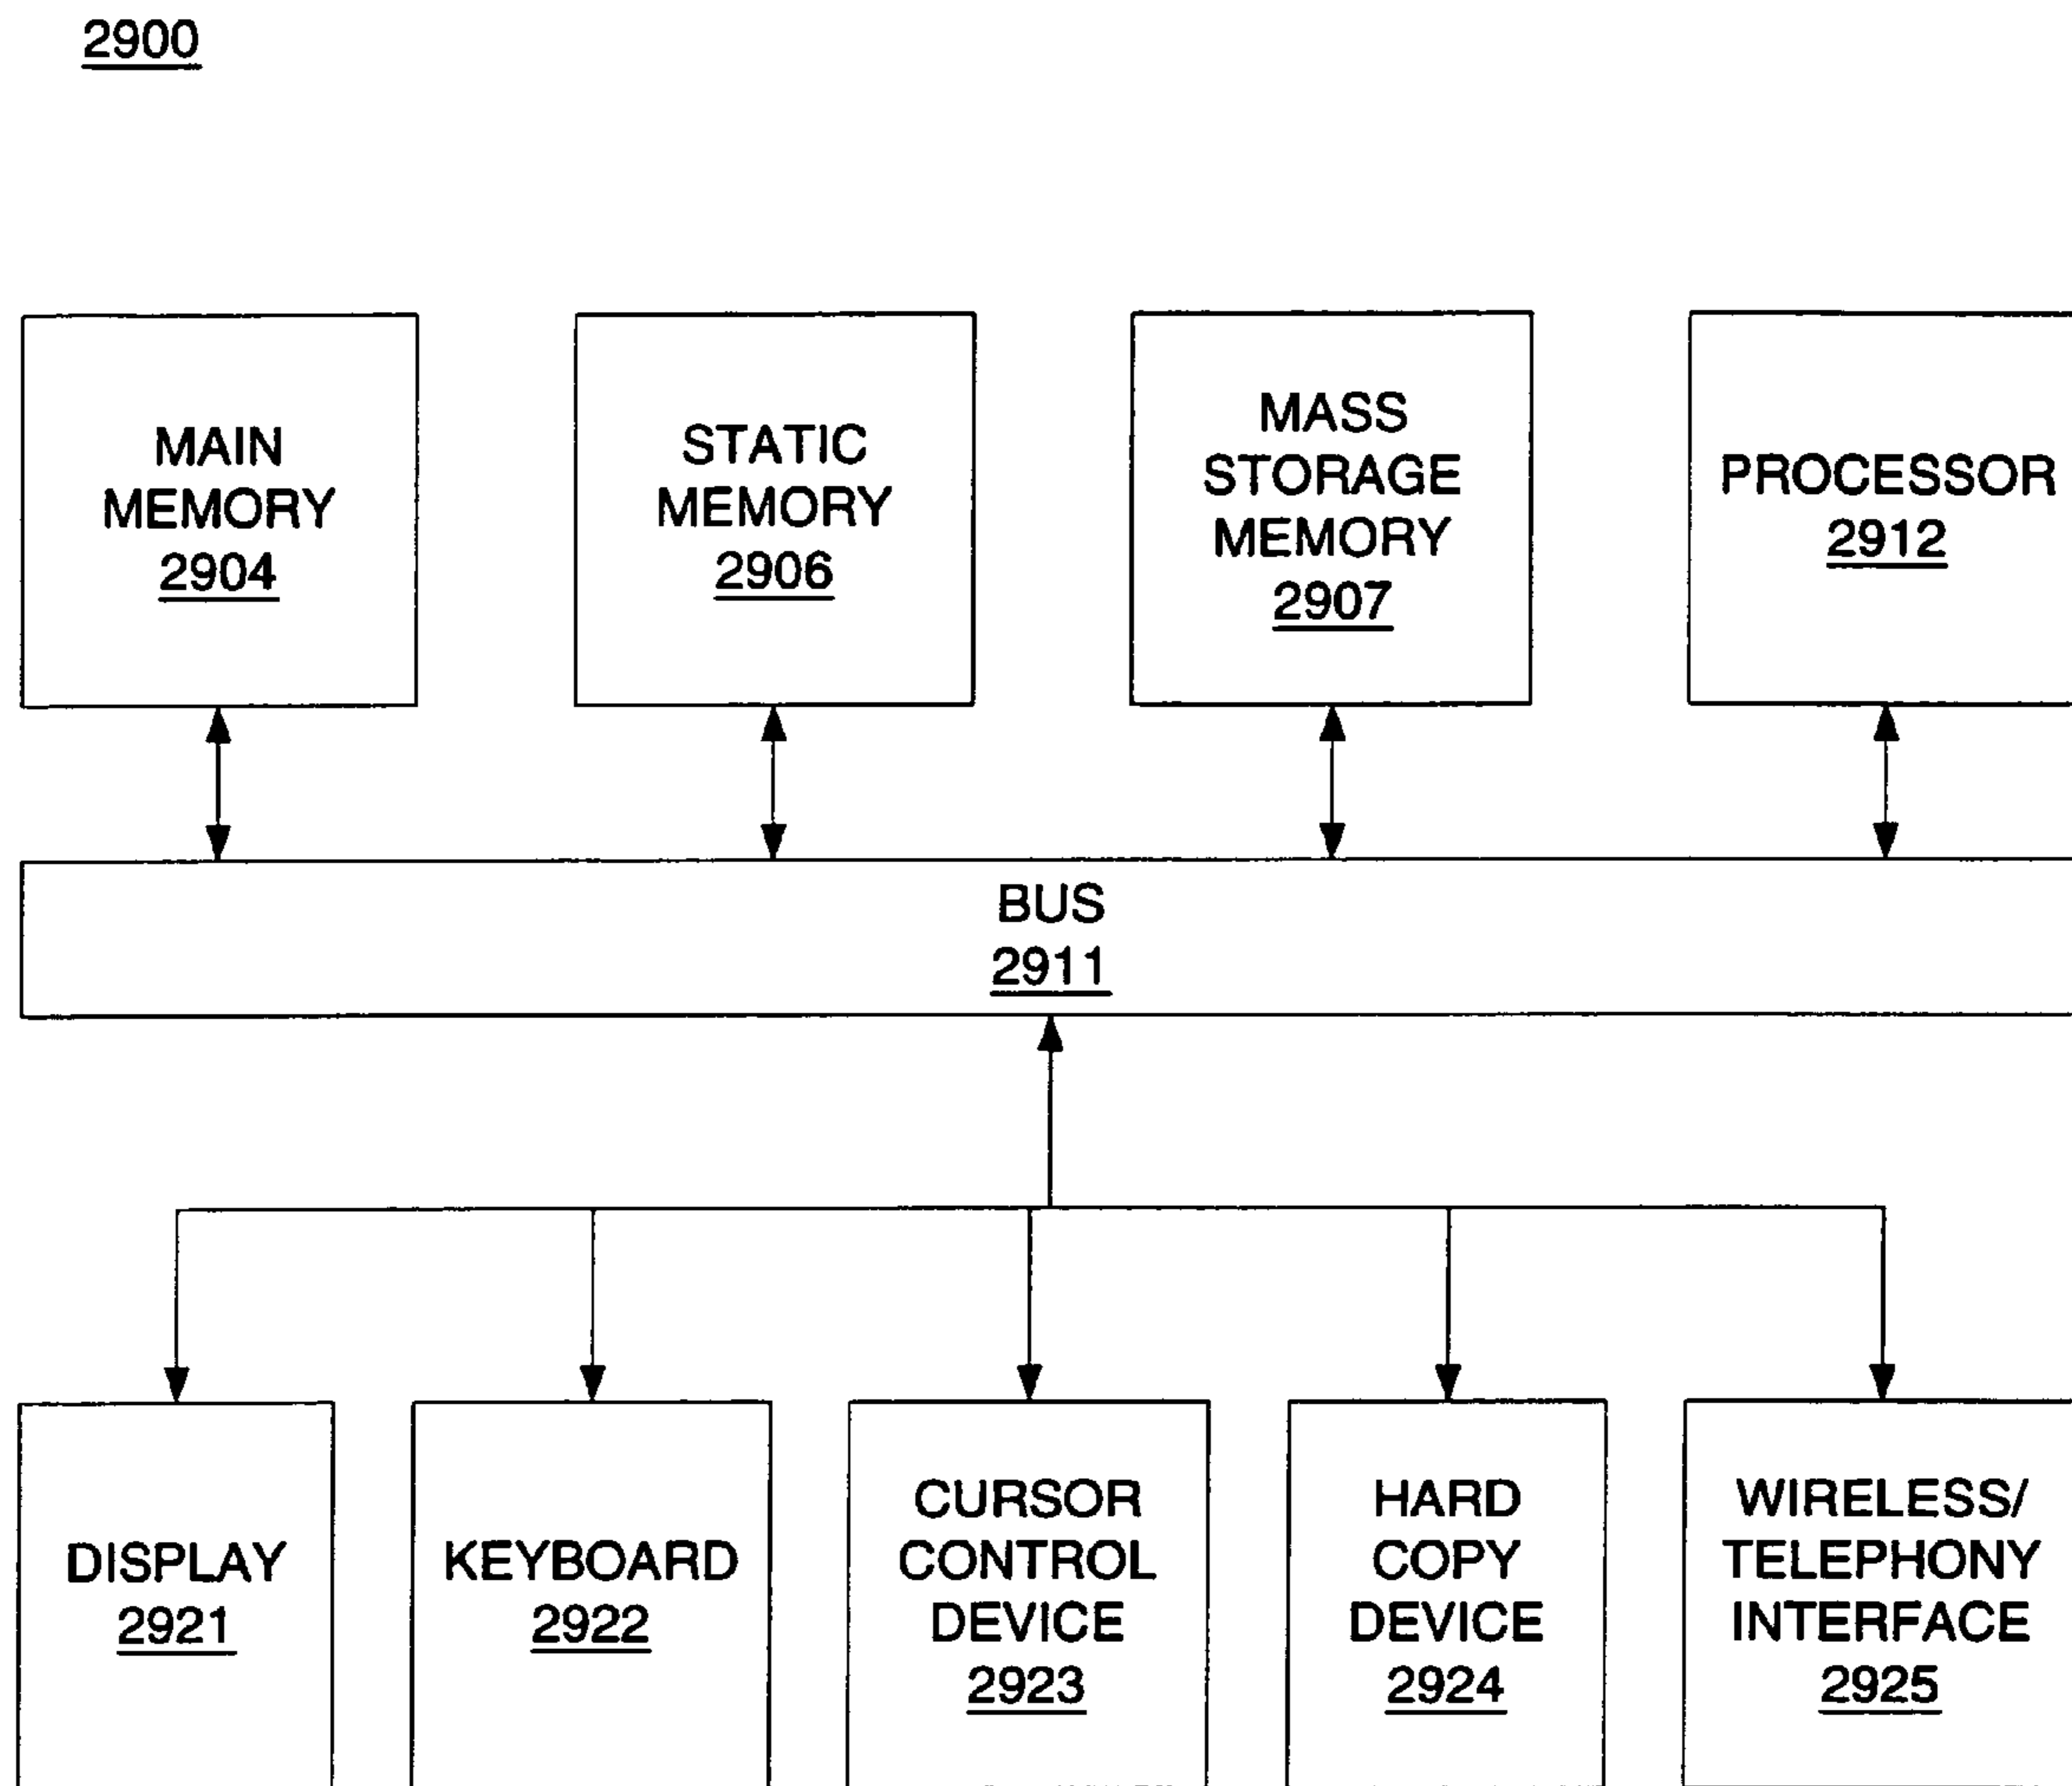 2900
MAIN
MEMORY
2904
STATIC
MEMORY
2906
MASS
STORAGE
MEMORY
2907
PROCESSOR
2912
BUS
2911
DISPLAY
2921
KEYBOARD
2922
CURSOR
CONTROL
DEVICE
2923
HARD
COPY
DEVICE
2924
WIRELESS/
TELEPHONY
INTERFACE
2925